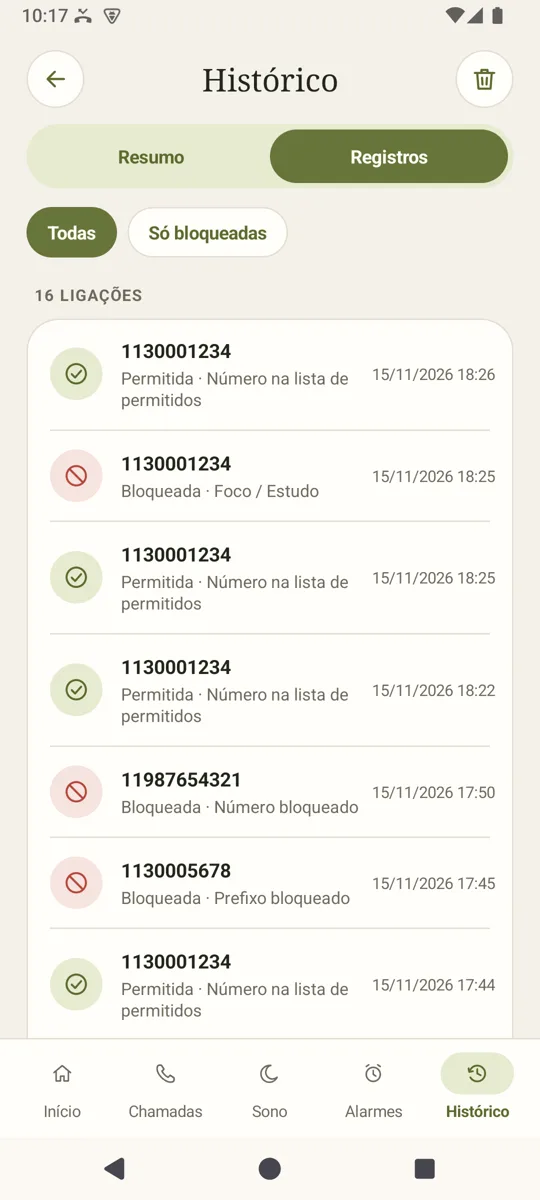 10:17
Histórico
Resumo
Registros
Todas
Só bloqueadas
16 LIGAÇÕES
1130001234
Permitida · Número na lista de
permitidos
15/11/2026 18:26
1130001234
Bloqueada · Foco / Estudo
15/11/2026 18:25
1130001234
Permitida · Número na lista de
permitidos
15/11/2026 18:25
1130001234
Permitida · Número na lista de
permitidos
15/11/2026 18:22
11987654321
Bloqueada · Número bloqueado
15/11/2026 17:50
1130005678
Bloqueada · Prefixo bloqueado
15/11/2026 17:45
1130001234
Permitida · Número na lista de
permitidos
15/11/2026 17:44
Início
Chamadas
Sono
Alarmes
Histórico